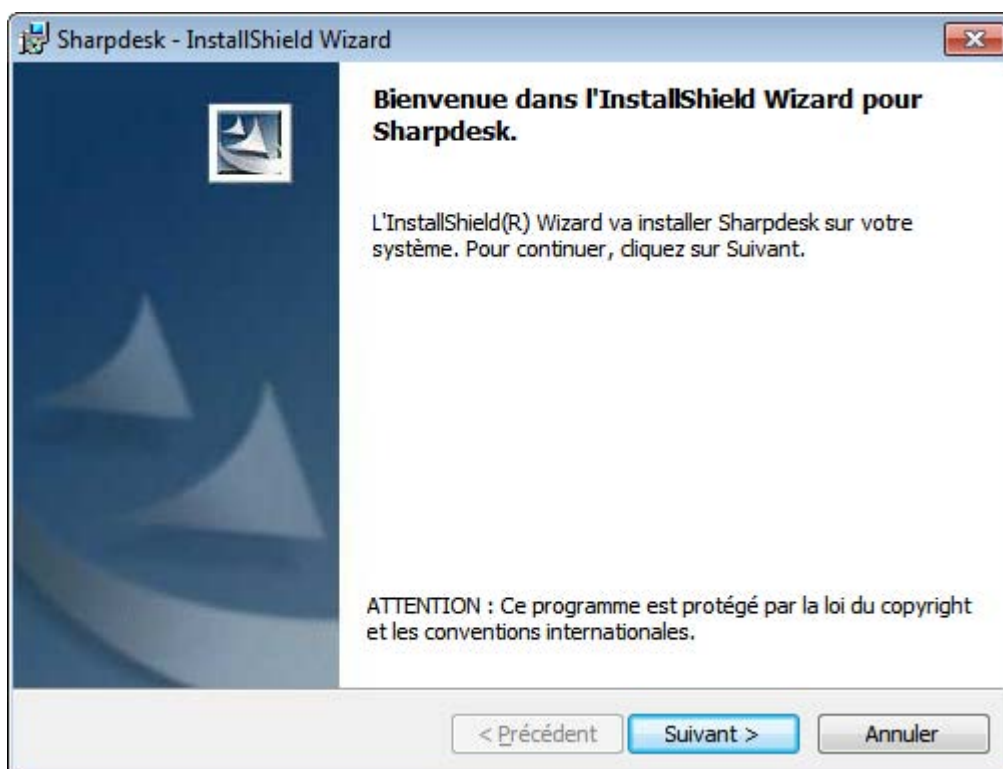 Sharpdesk - InstallShield Wizard
Bienvenue dans l'InstallShield Wizard pour
Sharpdesk.
L'InstallShield(R) Wizard va installer Sharpdesk sur votre
système. Pour continuer, cliquez sur Suivant.
ATTENTION : Ce programme est protégé par la loi du copyright
et les conventions internationales.
< Précédent
Suivant >
Annuler